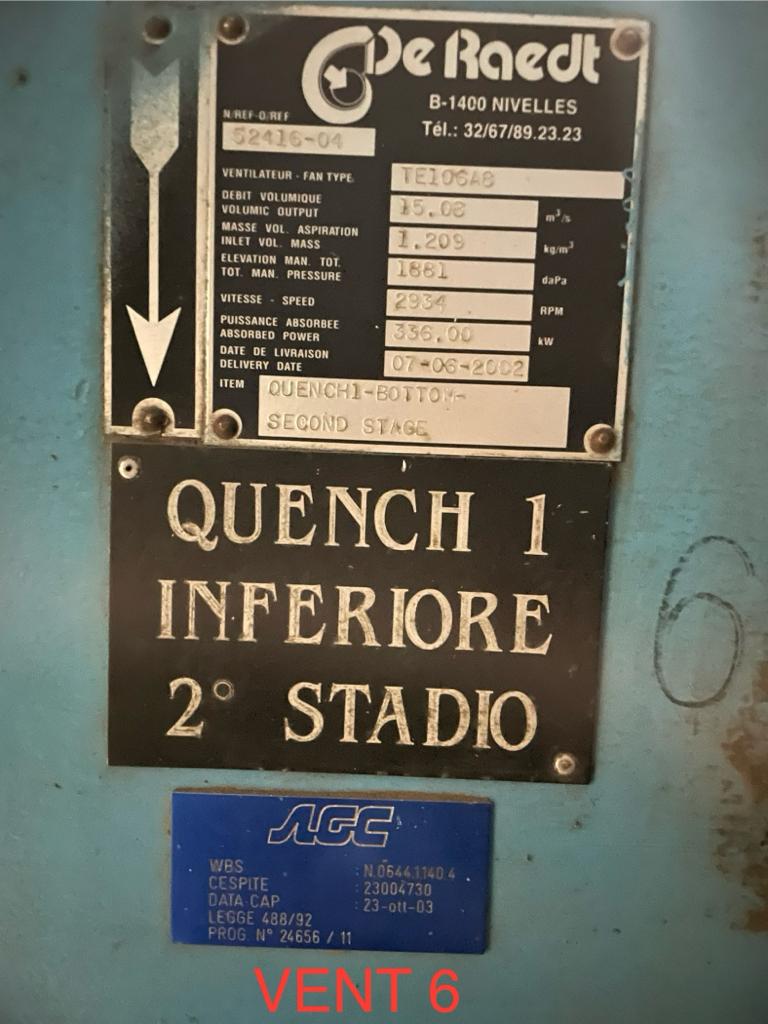 De Raedt
B-1400 NIVELLES
Tél.: 32/67/89.23.23
N/REF-O/REF
52416-04
VENTILATEUR - FAN TYPE TE106A8
DEBIT VOLUMIQUE
VOLUMIC OUTPUT 15.08 m³/s
MASSE VOL. ASPIRATION
INLET VOL. MASS 1.209 kg/m³
ELEVATION MAN. TOT.
TOT. MAN. PRESSURE 1881 daPa
VITESSE - SPEED 2934 RPM
PUISSANCE ABSORBEE
ABSORBED POWER 336.00 kW
DATE DE LIVRAISON
DELIVERY DATE 07-06-2002
ITEM QUENCH1-BOTTOM-
SECOND STAGE
QUENCH 1
INFERIORE
2° STADIO
6
AGC
WBS : N.0644.1140.4
CESPITE : 23004730
DATA CAP : 23-ott-03
LEGGE 488/92
PROG. N° 24656 / 11
VENT 6